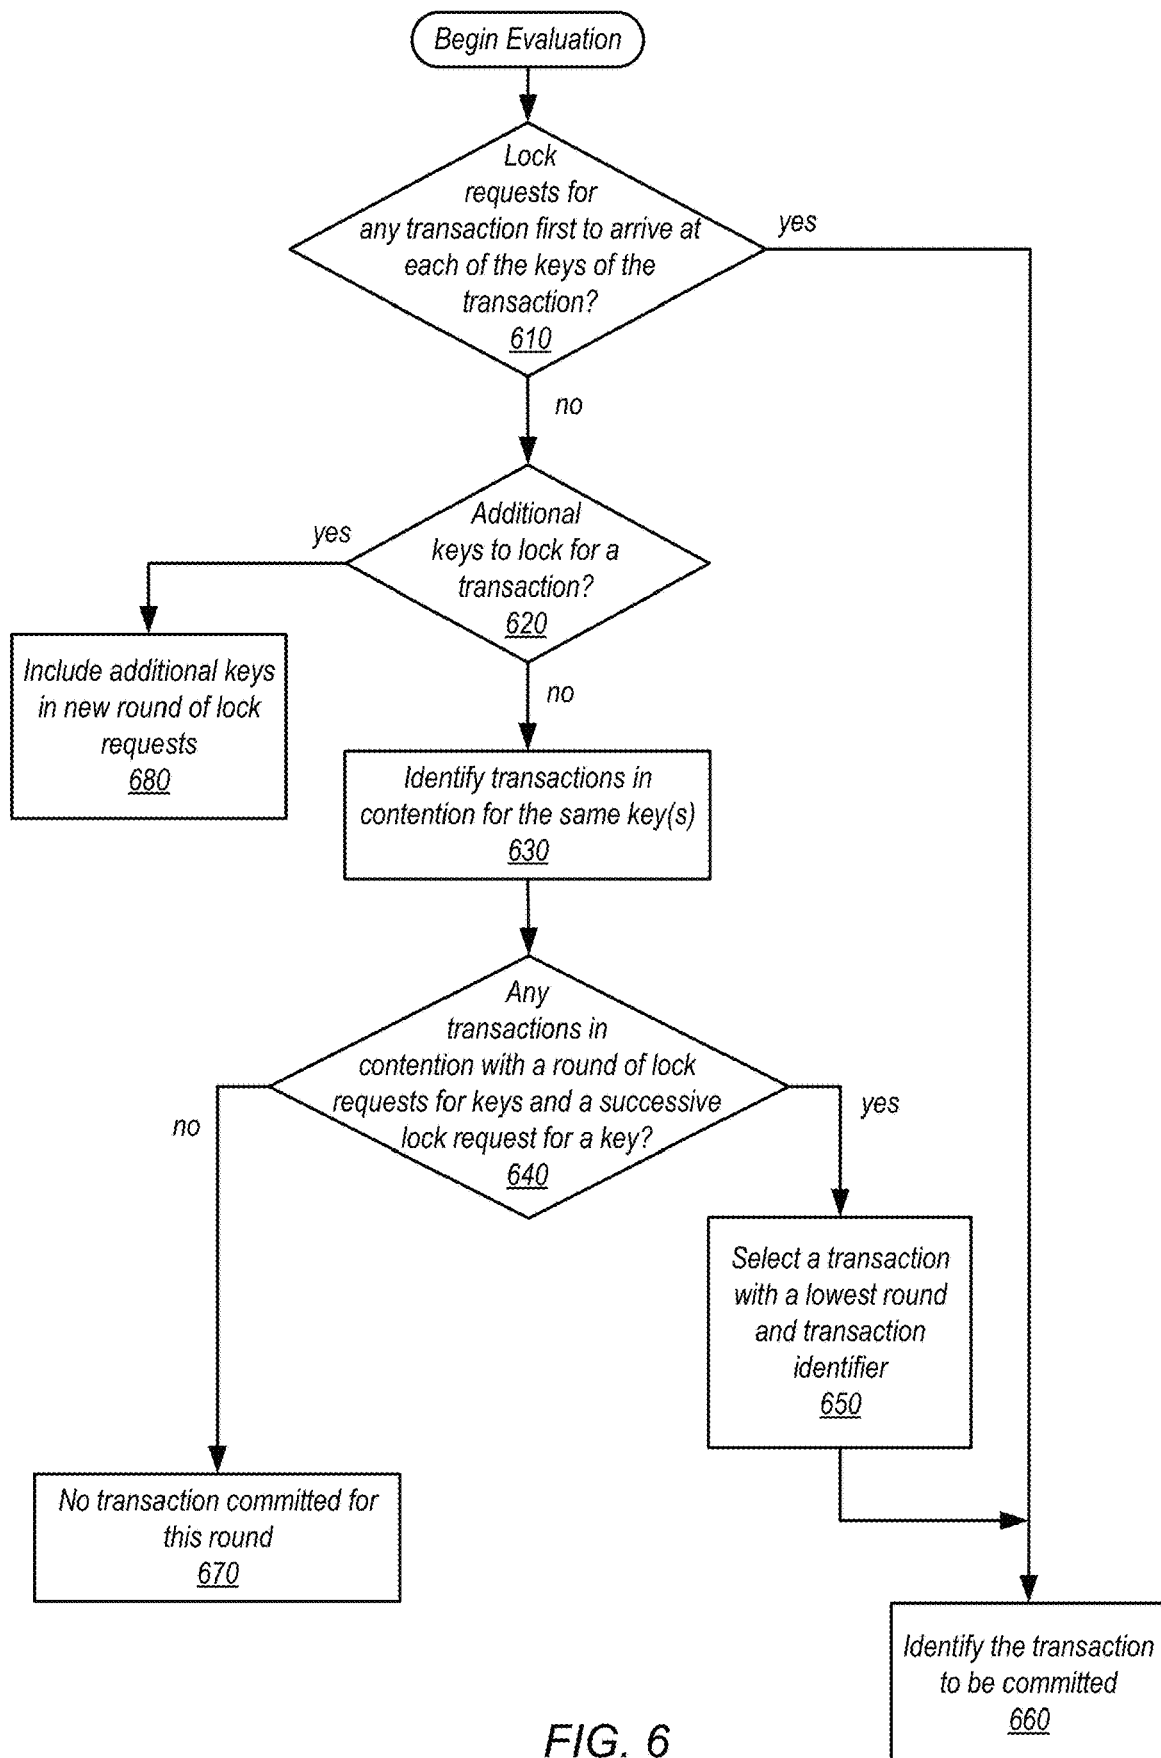 Begin Evaluation
Lock
requests for
any transaction first to arrive at
each of the keys of the
transaction?
610
yes
no
Additional
keys to lock for a
transaction?
620
yes
no
Include additional keys
in new round of lock
requests
680
Identify transactions in
contention for the same key(s)
630
Any
transactions in
contention with a round of lock
requests for keys and a successive
lock request for a key?
640
no
yes
Select a transaction
with a lowest round
and transaction
identifier
650
No transaction committed for
this round
670
Identify the transaction
to be committed
660
FIG. 6